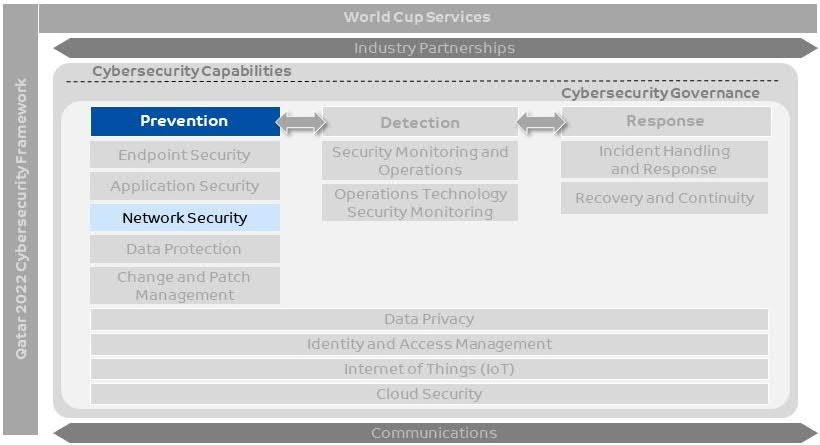 World Cup Services
Industry Partnerships
Qatar 2022 Cybersecurity Framework
Cybersecurity Capabilities
Cybersecurity Governance
Prevention
Endpoint Security
Application Security
Network Security
Data Protection
Change and Patch
Management
Detection
Security Monitoring and
Operations
Operations Technology
Security Monitoring
Response
Incident Handling
and Response
Recovery and Continuity
Data Privacy
Identity and Access Management
Internet of Things (IoT)
Cloud Security
Communications